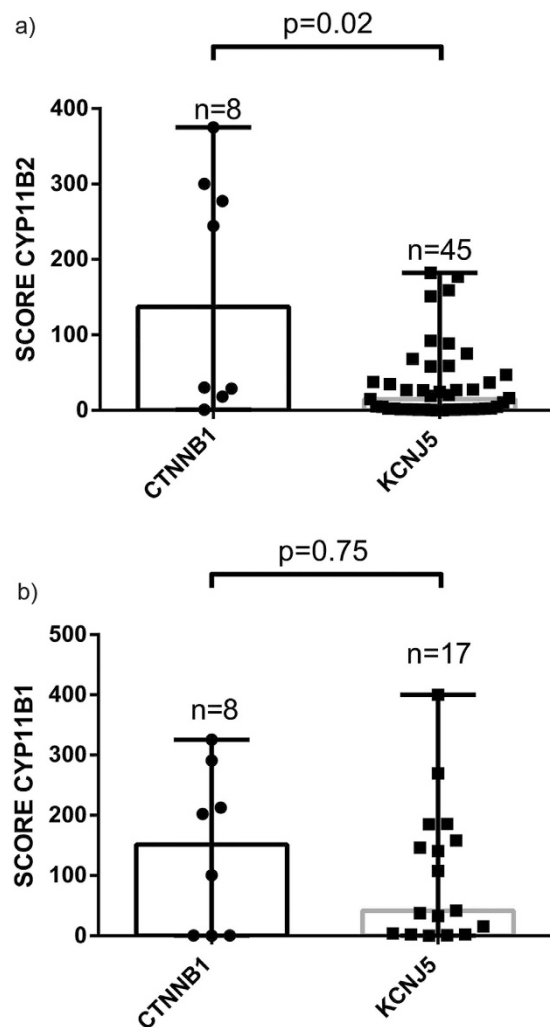 a)
p=0.02
SCORE CYP11B2
400
300
200
100
0
n=8
n=45
CTNNB1
KCNJ5
b)
p=0.75
SCORE CYP11B1
500
400
300
200
100
0
n=8
n=17
CTNNB1
KCNJ5